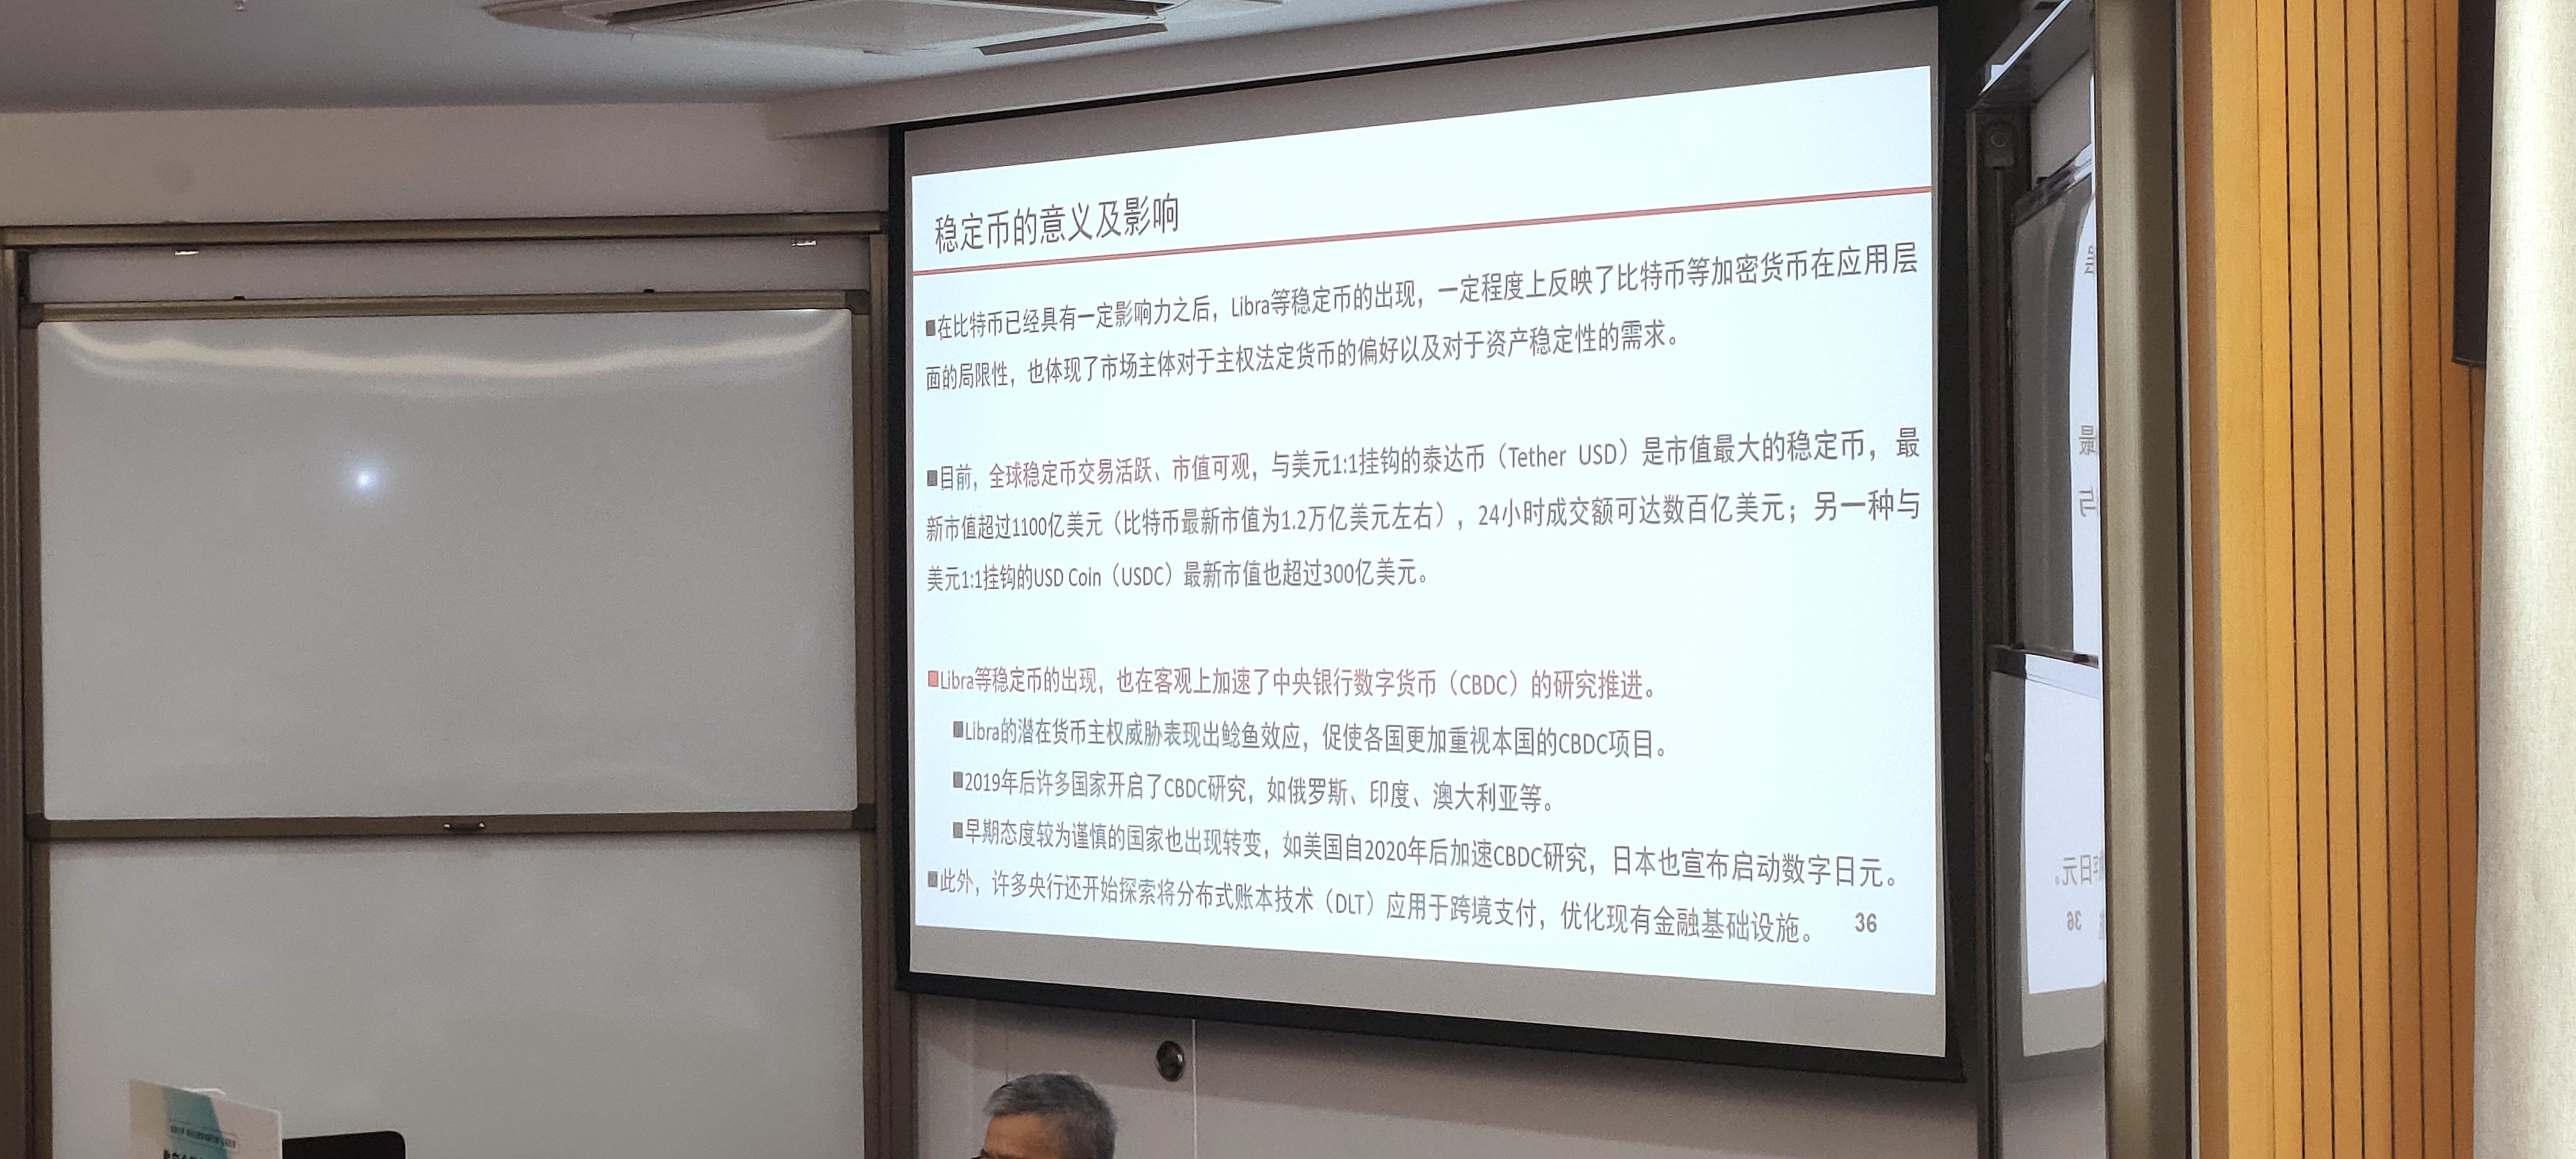 稳定币的意义及影响
■在比特币已经具有一定影响力之后，Libra等稳定币的出现，一定程度上反映了比特币等加密货币在应用层
面的局限性，也体现了市场主体对于主权法定货币的偏好以及对于资产稳定性的需求。
■目前，全球稳定币交易活跃、市值可观，与美元1:1挂钩的泰达币（Tether USD）是市值最大的稳定币，最
新市值超过1100亿美元（比特币最新市值为1.2万亿美元左右），24小时成交额可达数百亿美元；另一种与
美元1:1挂钩的USD Coin（USDC）最新市值也超过300亿美元。
■Libra等稳定币的出现，也在客观上加速了中央银行数字货币（CBDC）的研究推进。
■Libra的潜在货币主权威胁表现出鲶鱼效应，促使各国更加重视本国的CBDC项目。
■2019年后许多国家开启了CBDC研究，如俄罗斯、印度、澳大利亚等。
■早期态度较为谨慎的国家也出现转变，如美国自2020年后加速CBDC研究，日本也宣布启动数字日元。
■此外，许多央行还开始探索将分布式账本技术（DLT）应用于跨境支付，优化现有金融基础设施。
36